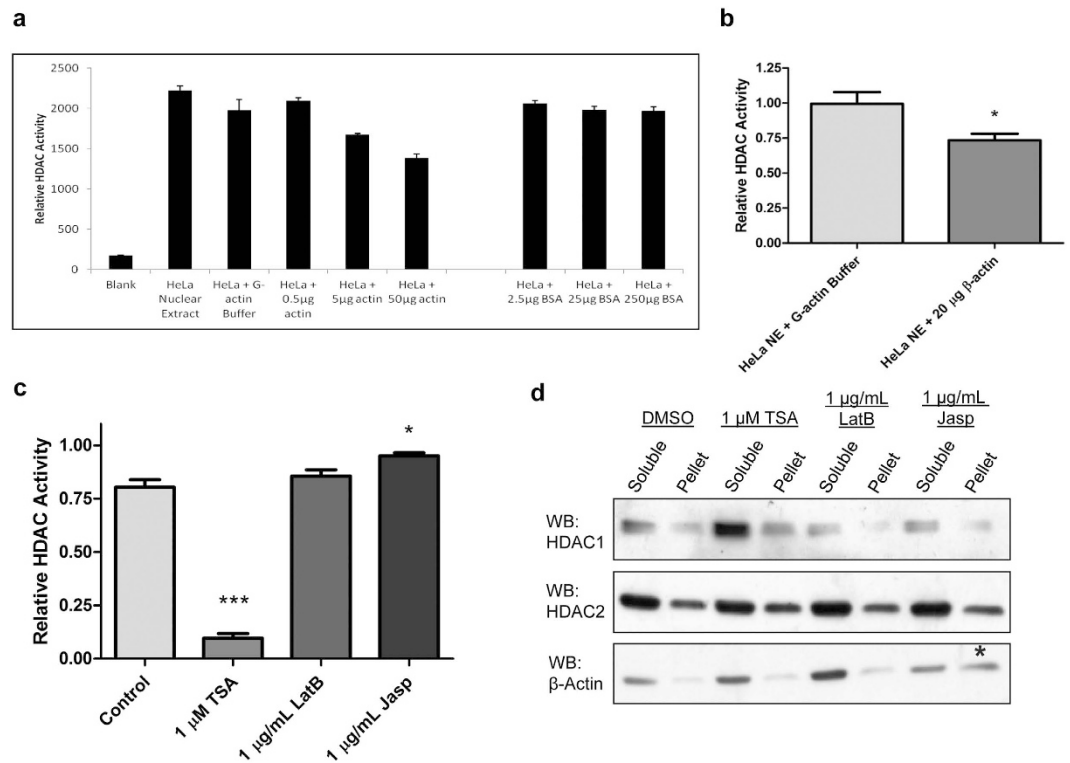 a
Relative HDAC Activity
2500
2000
1500
1000
500
0
Blank
HeLa
Nuclear
Extract
HeLa + G-
actin
Buffer
HeLa +
0.5µg
actin
HeLa +
5µg actin
HeLa +
50µg actin
HeLa +
2.5µg BSA
HeLa +
25µg BSA
HeLa +
250µg BSA
b
Relative HDAC Activity
1.25
1.00
0.75
0.50
0.25
0.00
*
HeLa NE + G-actin Buffer
HeLa NE + 20 µg β-actin
c
Relative HDAC Activity
1.00
0.75
0.50
0.25
0.00
***
*
Control
1 µM TSA
1 µg/mL LatB
1 µg/mL Jasp
d
DMSO
1 µM TSA
1 µg/mL
LatB
1 µg/mL
Jasp
Soluble
Pellet
Soluble
Pellet
Soluble
Pellet
Soluble
Pellet
WB:
HDAC1
WB:
HDAC2
WB:
β-Actin
*